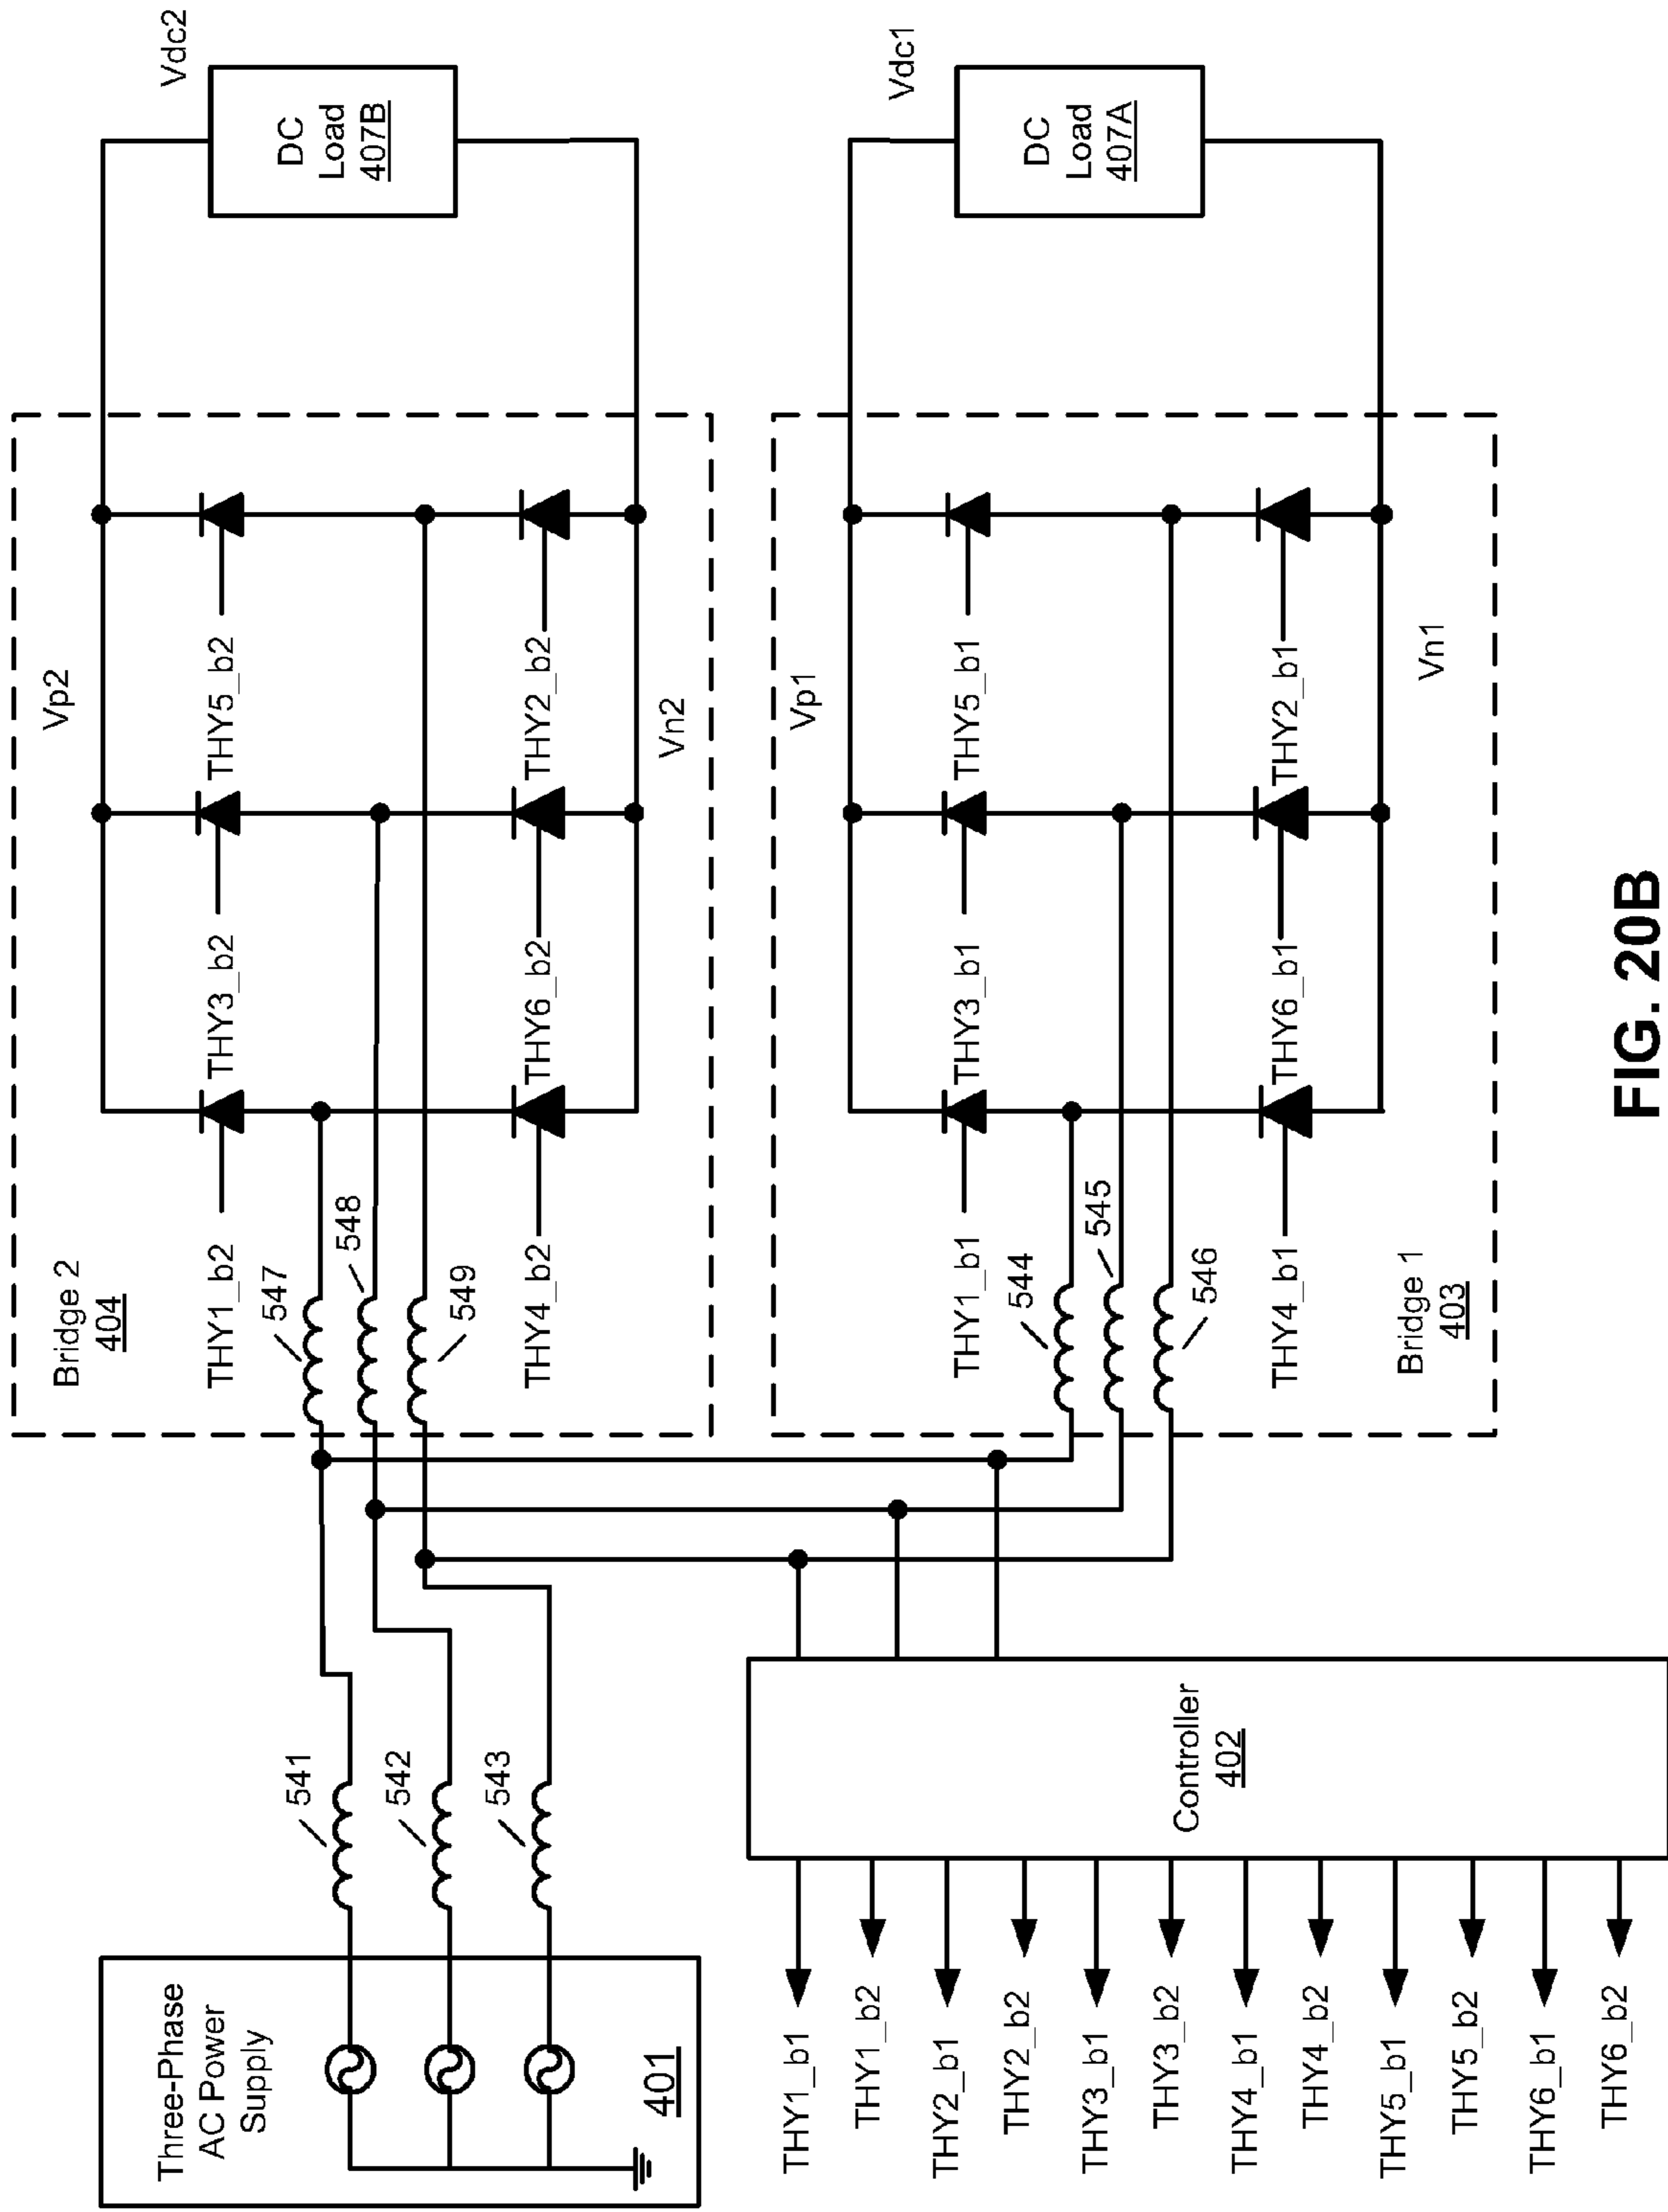 Three-Phase
AC Power
Supply
401
541
542
543
Bridge 2
404
547
548
549
THY1_b2
THY3_b2
THY5_b2
THY4_b2
THY6_b2
THY2_b2
Vp2
Vn2
Vdc2
DC
Load
407B
Controller
402
THY1_b1
THY1_b2
THY2_b1
THY2_b2
THY3_b1
THY3_b2
THY4_b1
THY4_b2
THY5_b1
THY5_b2
THY6_b1
THY6_b2
Vp1
THY1_b1
THY3_b1
THY5_b1
544
545
546
THY4_b1
THY6_b1
THY2_b1
Bridge 1
403
Vn1
Vdc1
DC
Load
407A
FIG. 20B